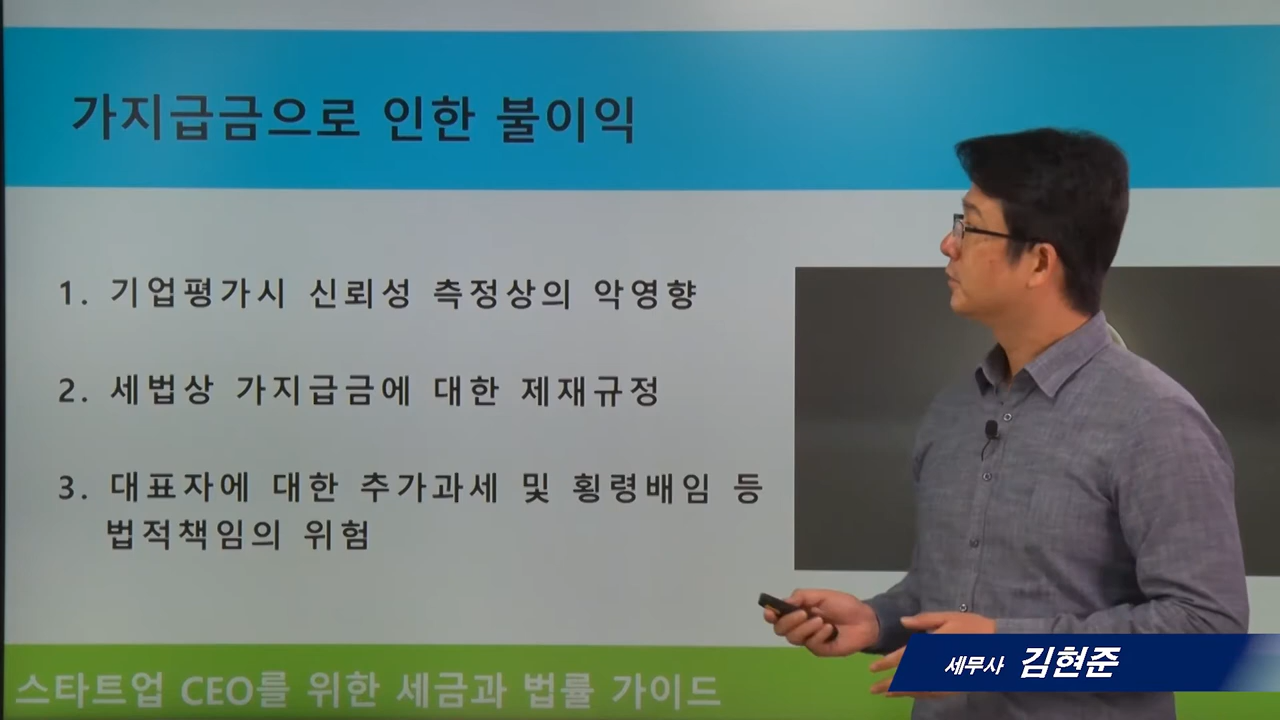 가지급금으로 인한 불이익
1. 기업평가시 신뢰성 측정상의 악영향
2. 세법상 가지급금에 대한 제재규정
3. 대표자에 대한 추가과세 및 횡령배임 등
법적책임의 위험
스타트업 CEO를 위한 세금과 법률 가이드
세무사 김현준